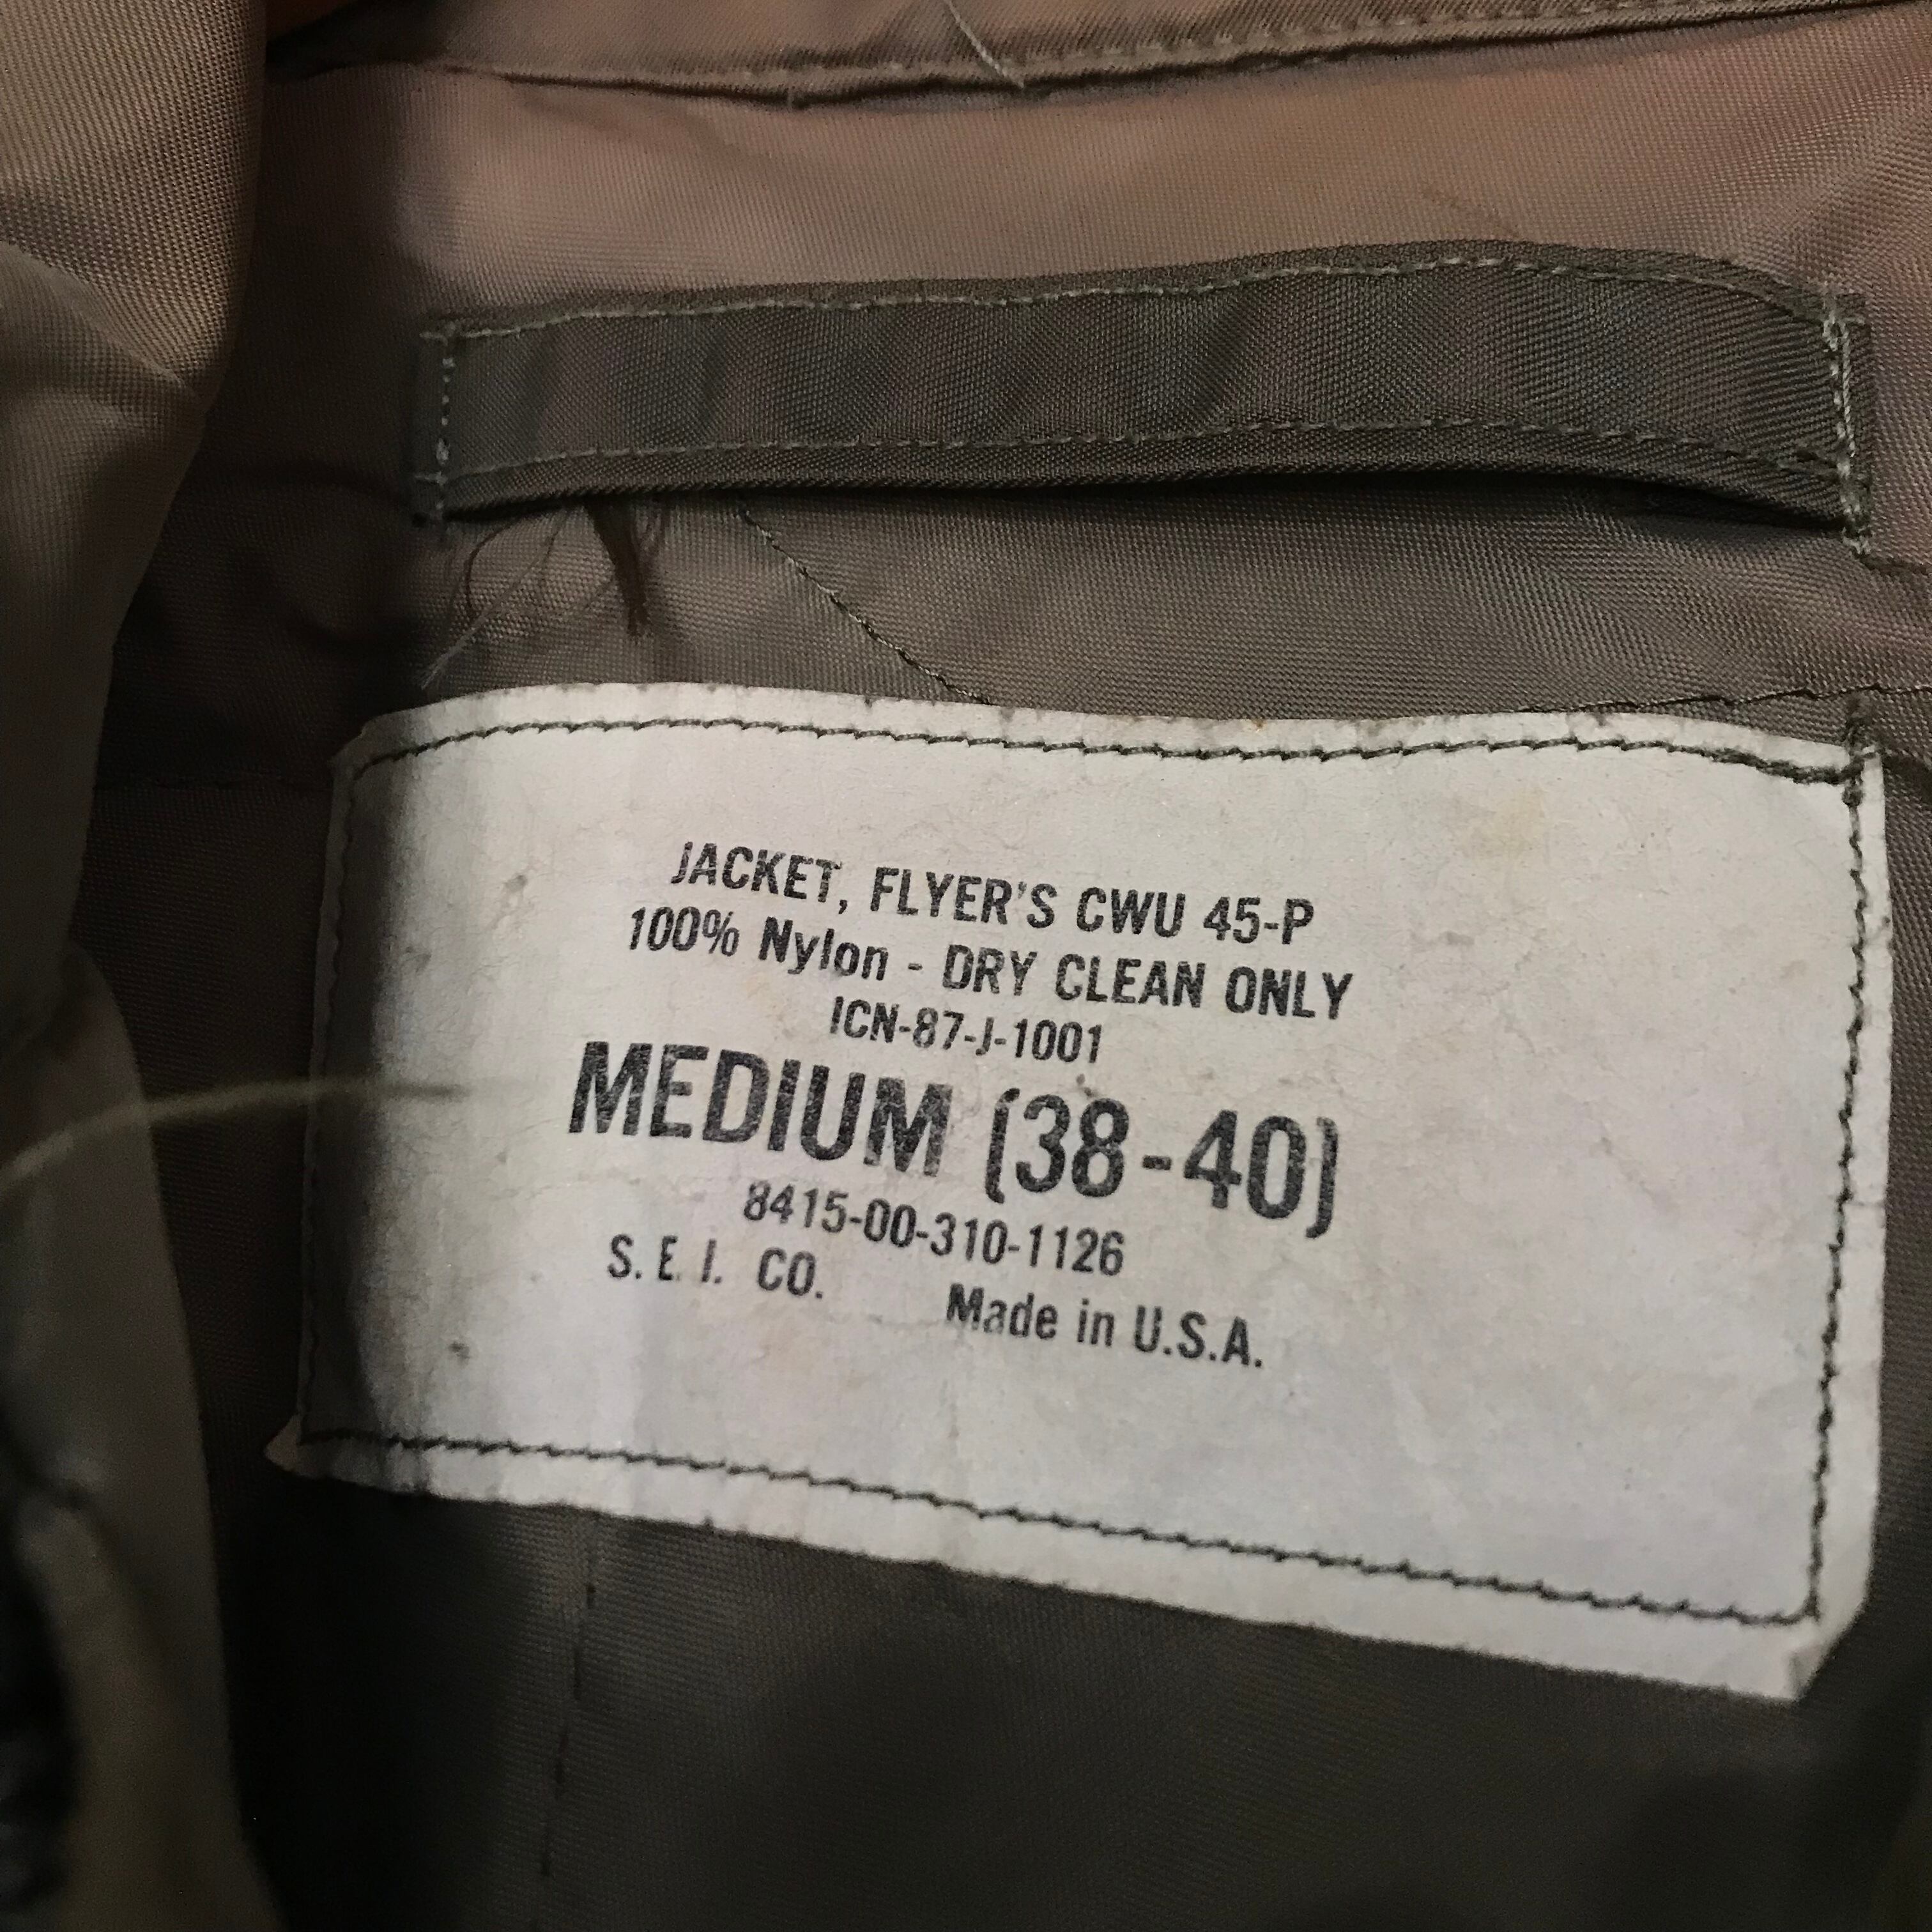 JACKET, FLYER'S CWU 45-P
100% Nylon - DRY CLEAN ONLY
ICN-87-J-1001
MEDIUM (38-40)
8415-00-310-1126
S. E. I. CO. Made in U.S.A.